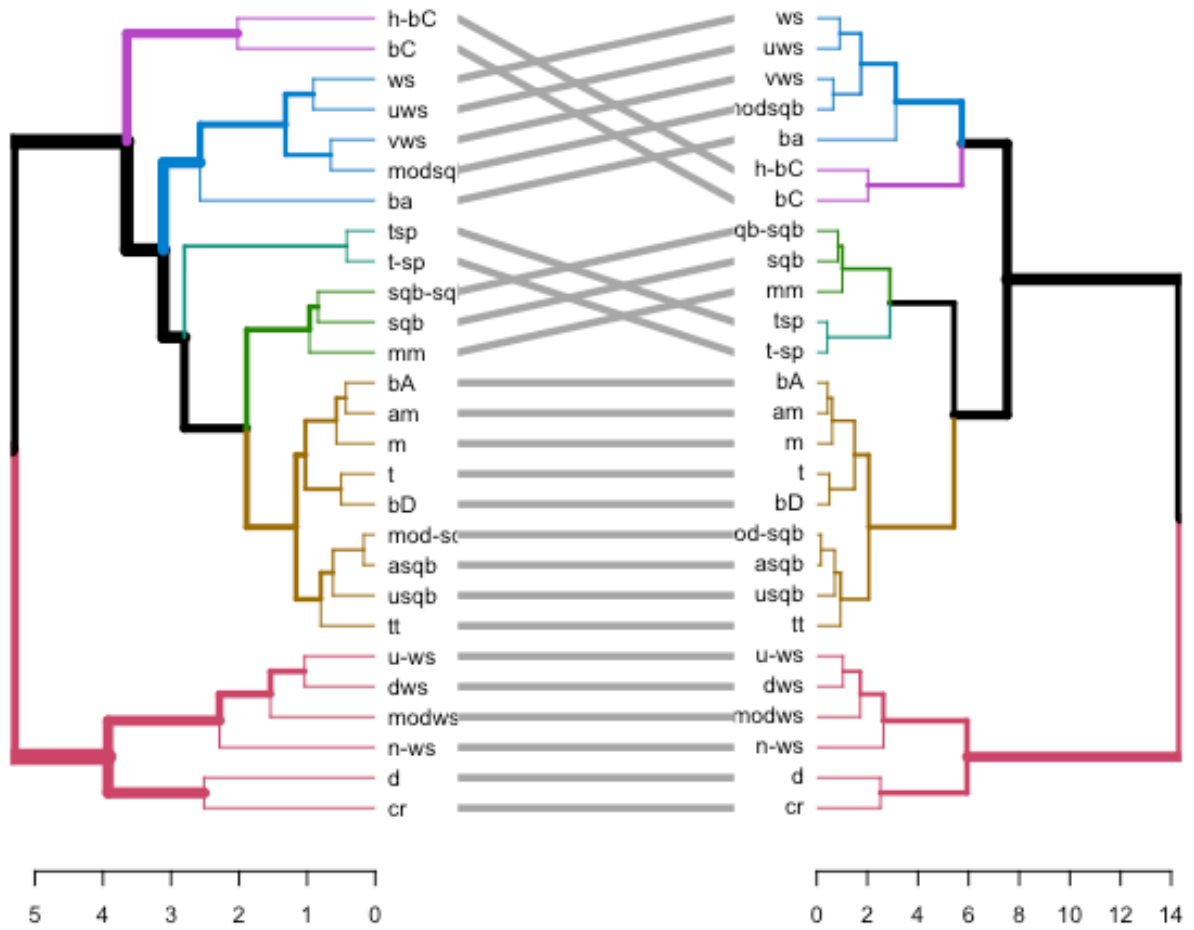 h-bC ws
bC uws
ws vws
uws modsqb
vws ba
modsq h-bC
ba bC
tsp qb-sqb
t-sp sqb
sqb-sq mm
sqb tsp
mm t-sp
bA bA
am am
m m
t t
bD bD
mod-sq od-sqb
asqb asqb
usqb usqb
tt tt
u-ws u-ws
dws dws
modws modws
n-ws n-ws
d d
cr cr
5 4 3 2 1 0 0 2 4 6 8 10 12 14